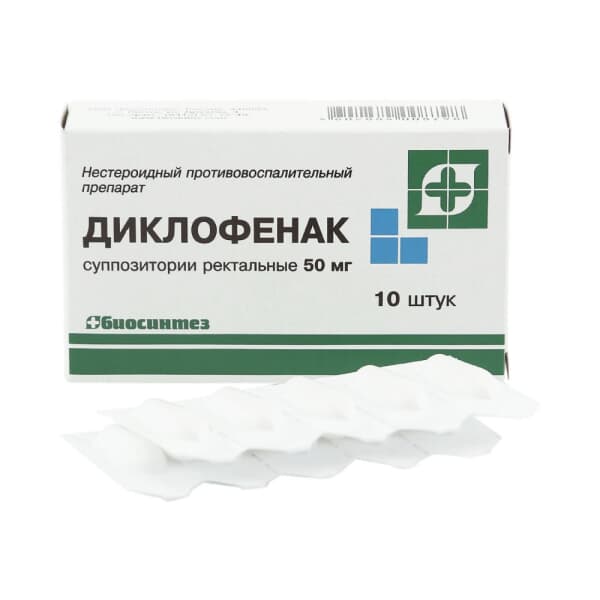 Нестероидный противовоспалительный
препарат
ДИКЛОФЕНАК
суппозитории ректальные 50 мг
10 штук
биосинтез